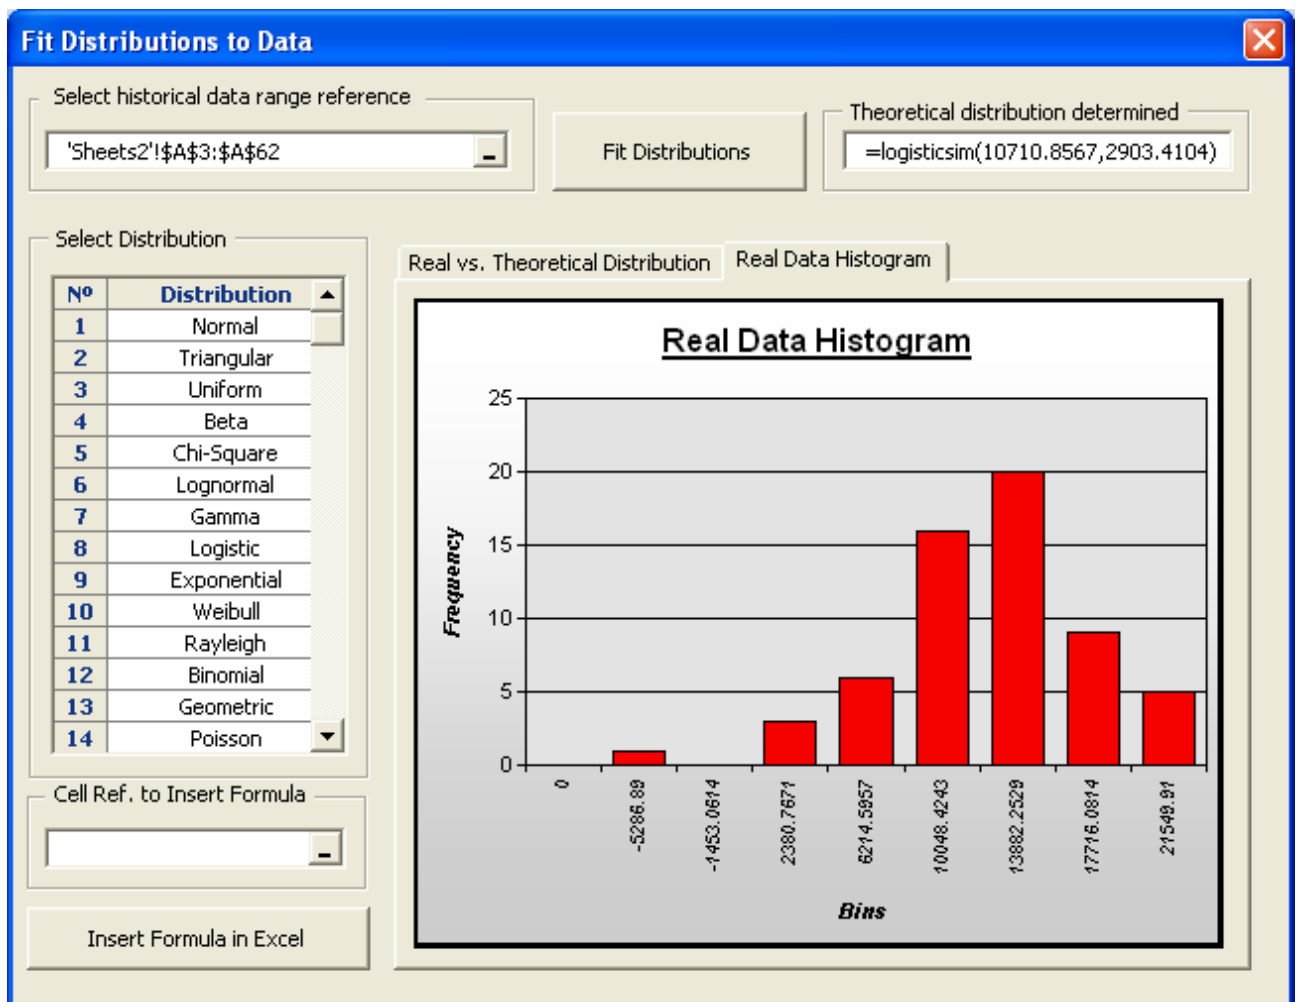 Fit Distributions to Data
Select historical data range reference
'Sheets2'!$A$3:$A$62
Fit Distributions
Theoretical distribution determined
=logisticsim(10710.8567,2903.4104)
Select Distribution
Nº Distribution
1 Normal
2 Triangular
3 Uniform
4 Beta
5 Chi-Square
6 Lognormal
7 Gamma
8 Logistic
9 Exponential
10 Weibull
11 Rayleigh
12 Binomial
13 Geometric
14 Poisson
Cell Ref. to Insert Formula
Insert Formula in Excel
Real vs. Theoretical Distribution
Real Data Histogram
Real Data Histogram
Frequency
25
20
15
10
5
0
0
-5286.89
-1453.0614
2380.7671
6214.5957
10048.4243
13882.2529
17716.0814
21549.91
Bins